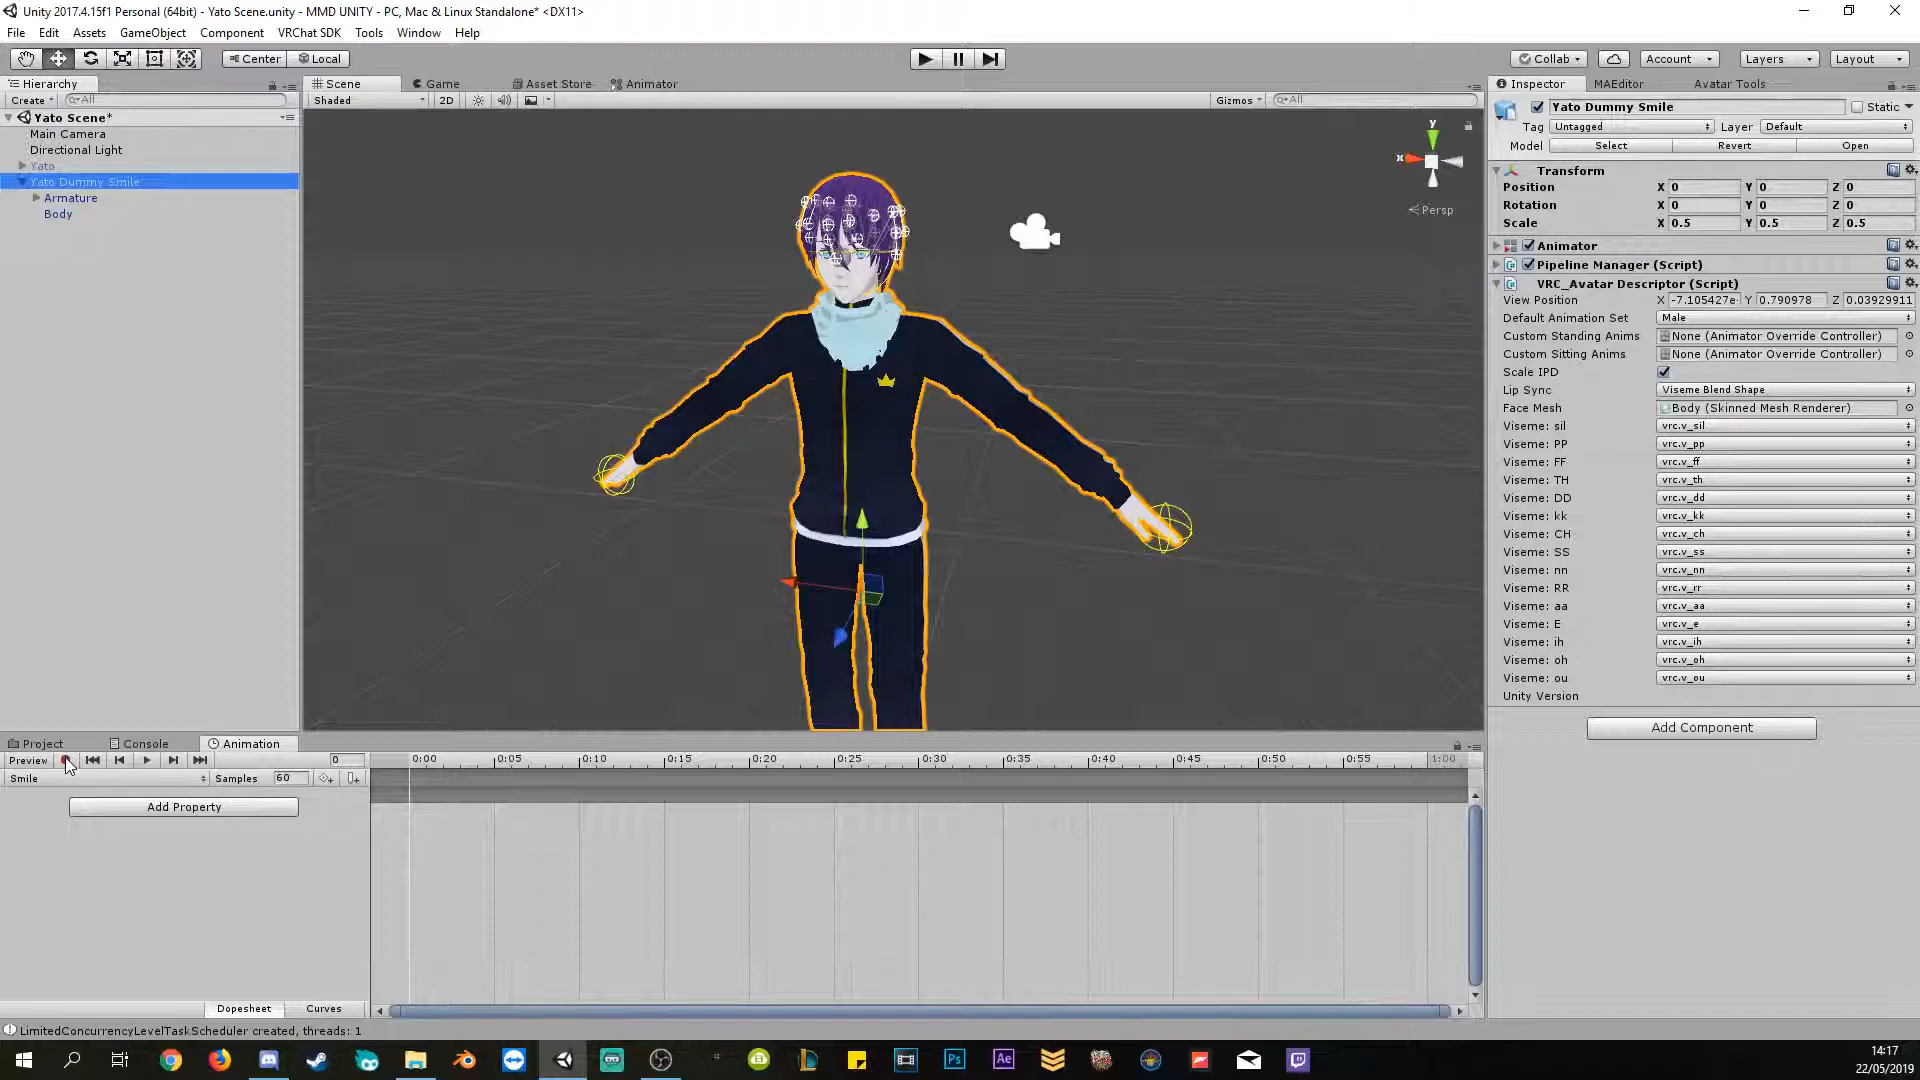 Unity 2017.4.15f1 Personal (64bit) - Yato Scene.unity - MMD UNITY - PC, Mac & Linux Standalone* <DX11>
File Edit Assets GameObject Component VRChat SDK Tools Window Help
Center Local Collab Account Layers Layout
Hierarchy
Create All
Yato Scene*
Main Camera
Directional Light
Yato
Yato Dummy Smile
Armature
Body
Scene Game Asset Store Animator
Shaded 2D Gizmos All
y
x
Persp
Inspector MAEditor Avatar Tools
Yato Dummy Smile Static
Tag Untagged Layer Default
Model Select Revert Open
Transform
Position X 0 Y 0 Z 0
Rotation X 0 Y 0 Z 0
Scale X 0.5 Y 0.5 Z 0.5
Animator
Pipeline Manager (Script)
VRC_Avatar Descriptor (Script)
View Position X -7.105427e- Y 0.790978 Z 0.03929911
Default Animation Set Male
Custom Standing Anims None (Animator Override Controller)
Custom Sitting Anims None (Animator Override Controller)
Scale IPD
Lip Sync Viseme Blend Shape
Face Mesh Body (Skinned Mesh Renderer)
Viseme: sil vrc.v_sil
Viseme: PP vrc.v_pp
Viseme: FF vrc.v_ff
Viseme: TH vrc.v_th
Viseme: DD vrc.v_dd
Viseme: kk vrc.v_kk
Viseme: CH vrc.v_ch
Viseme: SS vrc.v_ss
Viseme: nn vrc.v_nn
Viseme: RR vrc.v_rr
Viseme: aa vrc.v_aa
Viseme: E vrc.v_e
Viseme: ih vrc.v_ih
Viseme: oh vrc.v_oh
Viseme: ou vrc.v_ou
Unity Version
Add Component
Project Console Animation
Preview 0 0:00 0:05 0:10 0:15 0:20 0:25 0:30 0:35 0:40 0:45 0:50 0:55 1:00
Smile Samples 60
Add Property
Dopesheet Curves
LimitedConcurrencyLevelTaskScheduler created, threads: 1
Ps Ae
14:17
22/05/2019